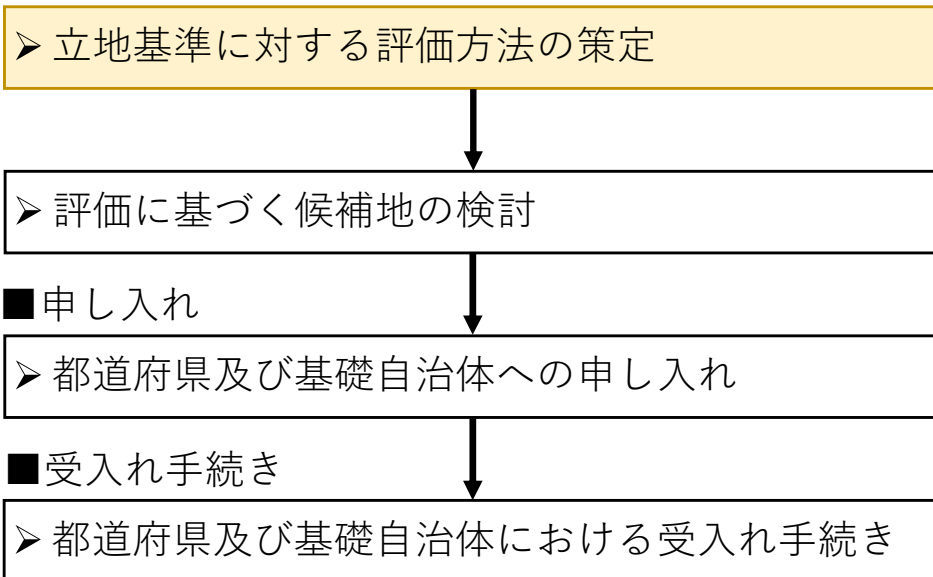 ➢ 立地基準に対する評価方法の策定
➢ 評価に基づく候補地の検討
■申し入れ
➢ 都道府県及び基礎自治体への申し入れ
■受入れ手続き
➢ 都道府県及び基礎自治体における受入れ手続き